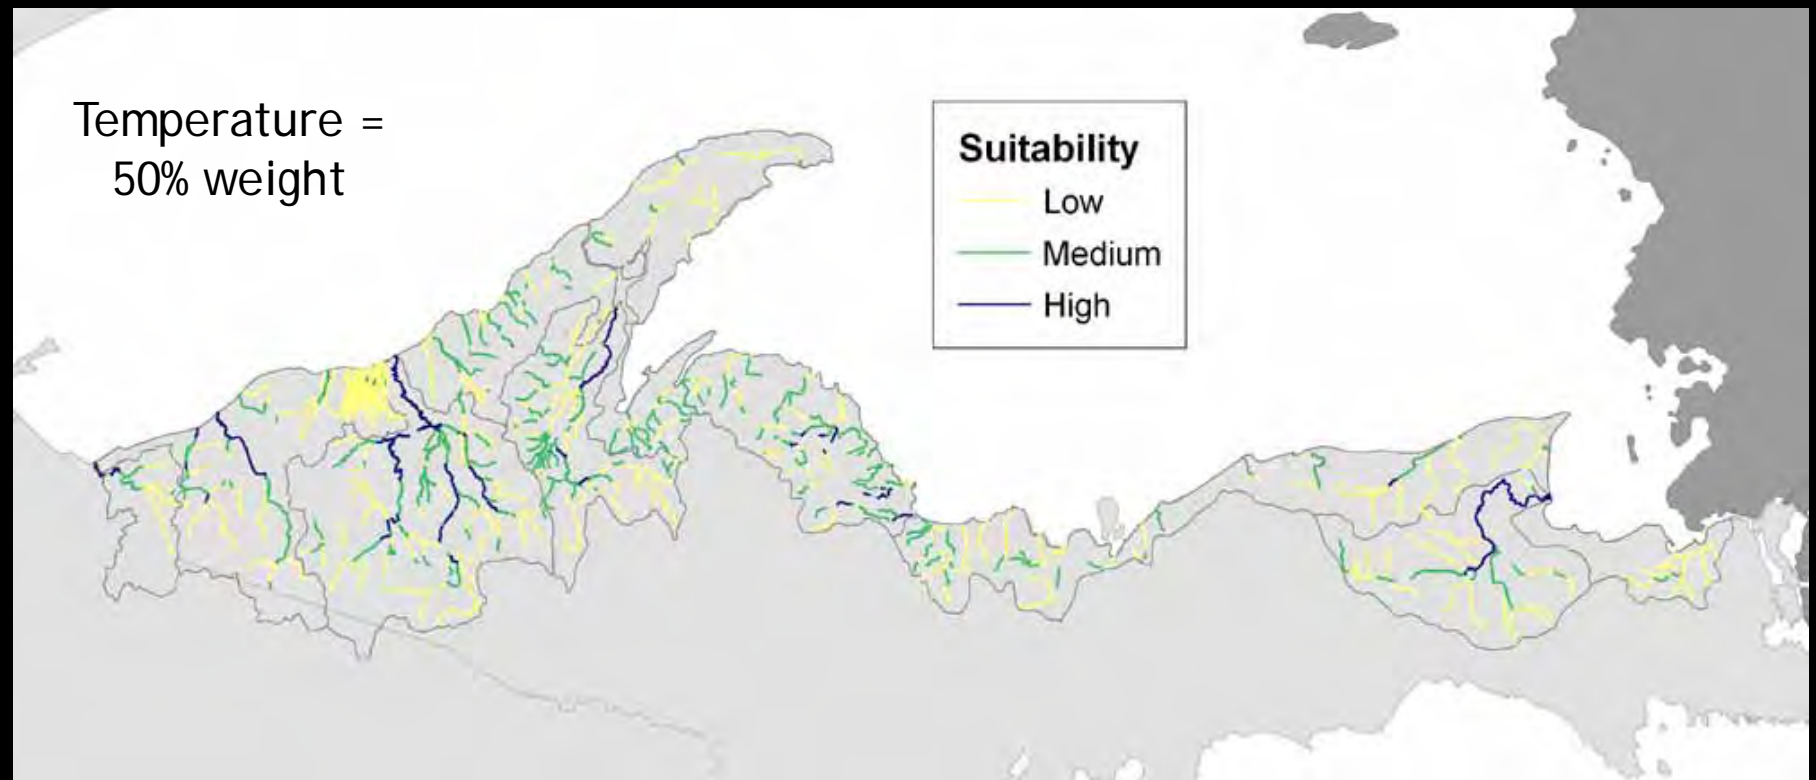 Temperature =
50% weight
Suitability
Low
Medium
High